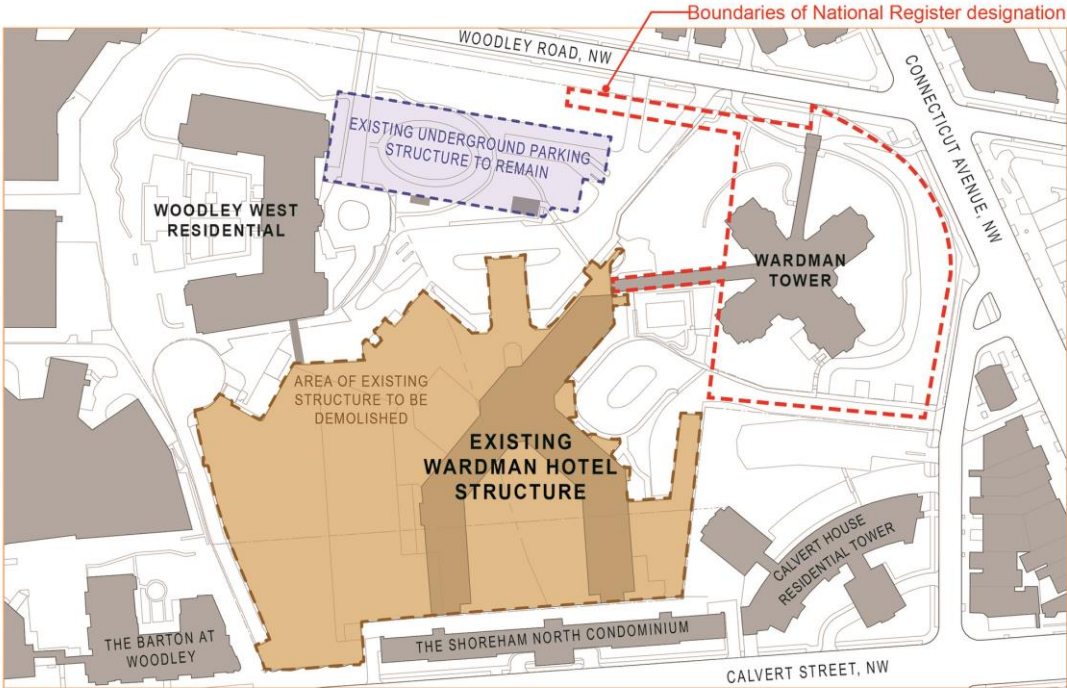 Boundaries of National Register designation
WOODLEY ROAD, NW
CONNECTICUT AVENUE, NW
EXISTING UNDERGROUND PARKING
STRUCTURE TO REMAIN
WOODLEY WEST
RESIDENTIAL
WARDMAN
TOWER
AREA OF EXISTING
STRUCTURE TO BE
DEMOLISHED
EXISTING
WARDMAN HOTEL
STRUCTURE
CALVERT HOUSE
RESIDENTIAL TOWER
THE BARTON AT
WOODLEY
THE SHOREHAM NORTH CONDOMINIUM
CALVERT STREET, NW